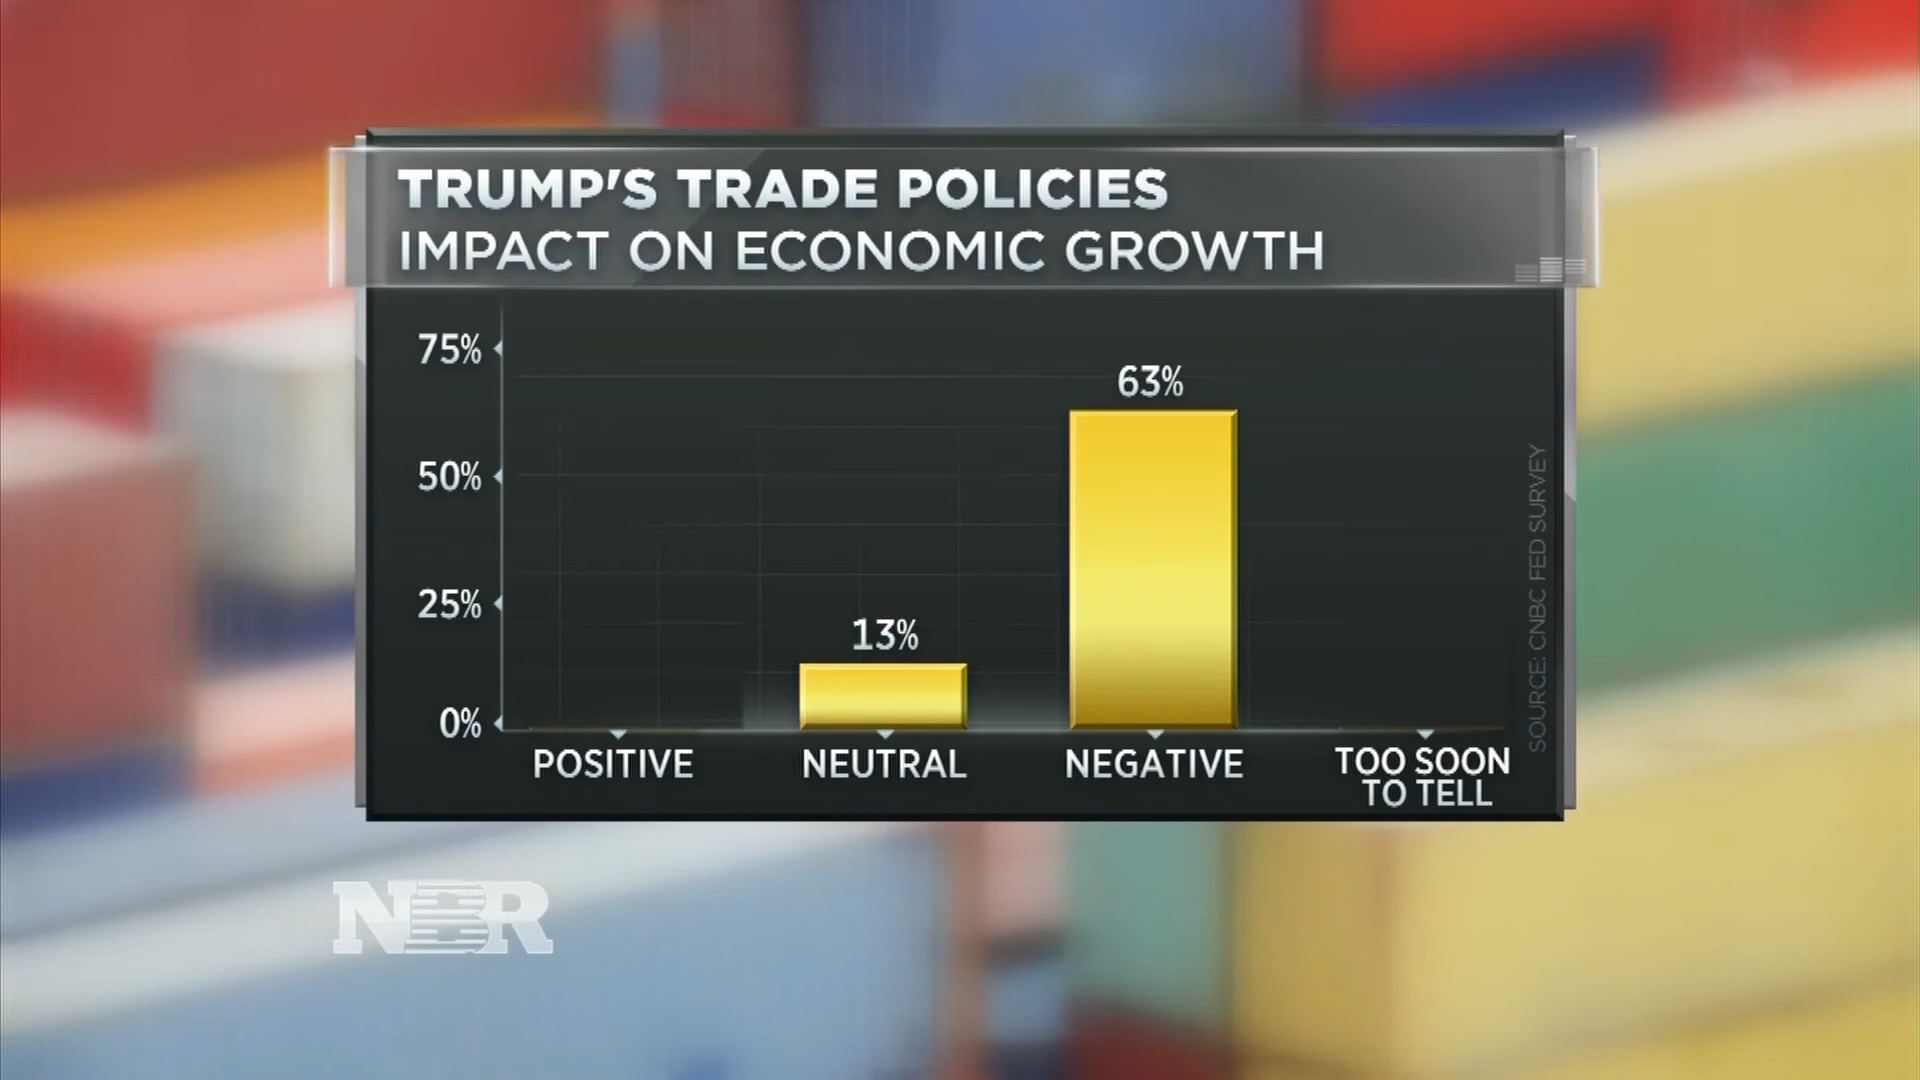 TRUMP'S TRADE POLICIES
IMPACT ON ECONOMIC GROWTH
75%
50%
25%
0%
13%
63%
POSITIVE
NEUTRAL
NEGATIVE
TOO SOON
TO TELL
SOURCE: CNBC FED SURVEY
NBR